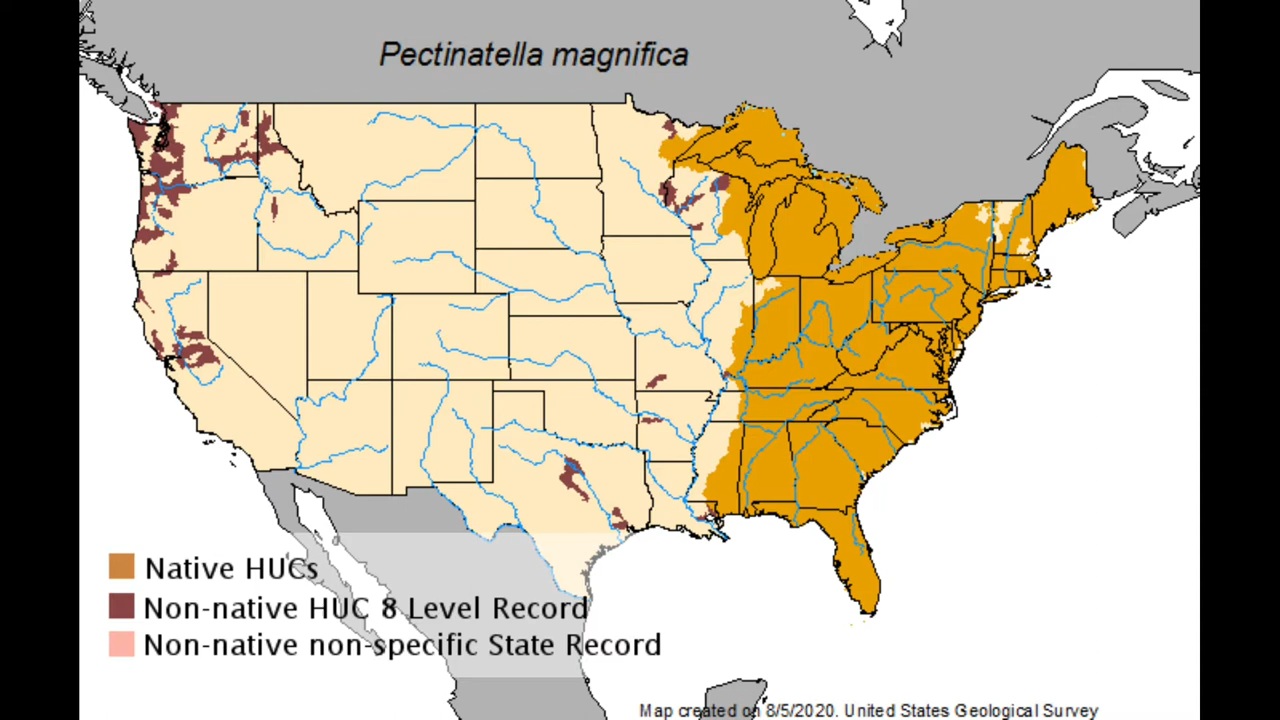 Pectinatella magnifica
Native HUCs
Non-native HUC 8 Level Record
Non-native non-specific State Record
Map created on 8/5/2020. United States Geological Survey